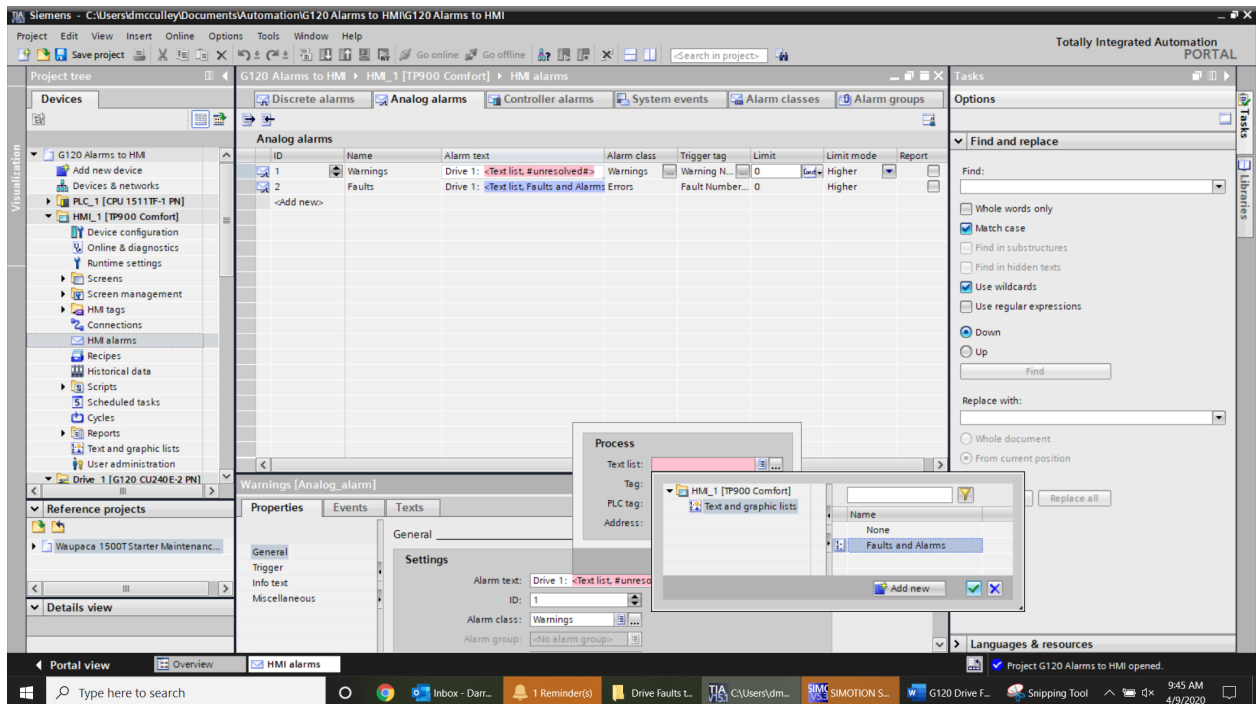 Siemens - C:\Users\dmcculley\Documents\Automation\G120 Alarms to HMI\G120 Alarms to HMI
Project Edit View Insert Online Options Tools Window Help
Totally Integrated Automation
PORTAL
Save project Go online Go offline <Search in project>
Project tree
G120 Alarms to HMI HMI_1 [TP900 Comfort] HMI alarms
Tasks
Devices
Discrete alarms Analog alarms Controller alarms System events Alarm classes Alarm groups
Options
Analog alarms
ID Name Alarm text Alarm class Trigger tag Limit Limit mode Report
1 Warnings Drive 1: <Text list, #unresolved#> Warnings Warning N... 0 Higher
2 Faults Drive 1: <Text list, Faults and Alarms Errors Fault Number... 0 Higher
<Add new>
Visualization
G120 Alarms to HMI
Add new device
Devices & networks
PLC_1 [CPU 1511TF-1 PN]
HMI_1 [TP900 Comfort]
Device configuration
Online & diagnostics
Runtime settings
Screens
Screen management
HMI tags
Connections
HMI alarms
Recipes
Historical data
Scripts
Scheduled tasks
Cycles
Reports
Text and graphic lists
User administration
Drive_1 [G120 CU240E-2 PN]
Reference projects
Waupaca 1500T Starter Maintenanc...
Details view
Find and replace
Find:
Whole words only
Match case
Find in substructures
Find in hidden texts
Use wildcards
Use regular expressions
Down
Up
Find
Replace with:
Whole document
From current position
Replace all
Languages & resources
Tasks
Libraries
Process
Text list:
Tag:
PLC tag:
Address:
HMI_1 [TP900 Comfort]
Text and graphic lists
Name
None
Faults and Alarms
Add new
Warnings [Analog_alarm]
Properties Events Texts
General
Trigger
Info text
Miscellaneous
General
Settings
Alarm text: Drive 1: <Text list, #unreso
ID: 1
Alarm class: Warnings
Alarm group: <No alarm group>
Portal view Overview HMI alarms
Project G120 Alarms to HMI opened.
Type here to search
Inbox - Darr... 1 Reminder(s) Drive Faults t... C:\Users\dm... SIMOTION S... G120 Drive F... Snipping Tool
9:45 AM
4/9/2020